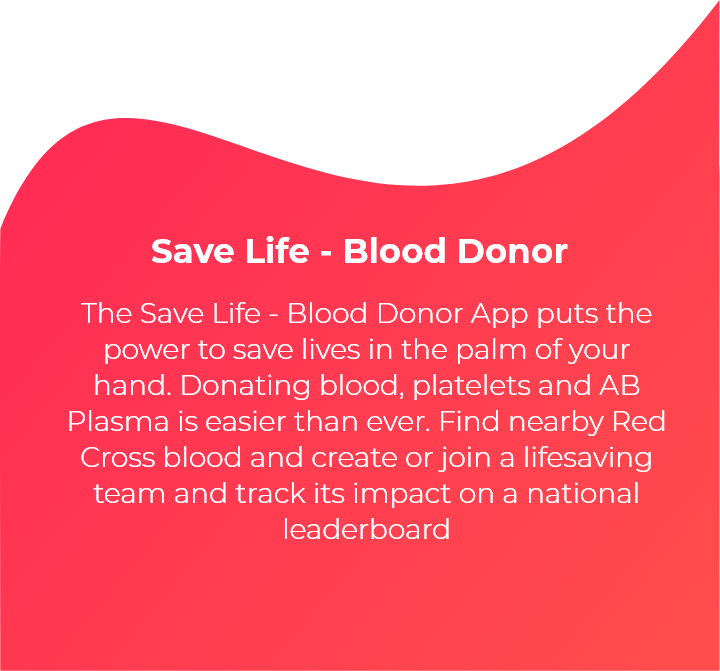 Save Life - Blood Donor
The Save Life - Blood Donor App puts the
power to save lives in the palm of your
hand. Donating blood, platelets and AB
Plasma is easier than ever. Find nearby Red
Cross blood and create or join a lifesaving
team and track its impact on a national
leaderboard